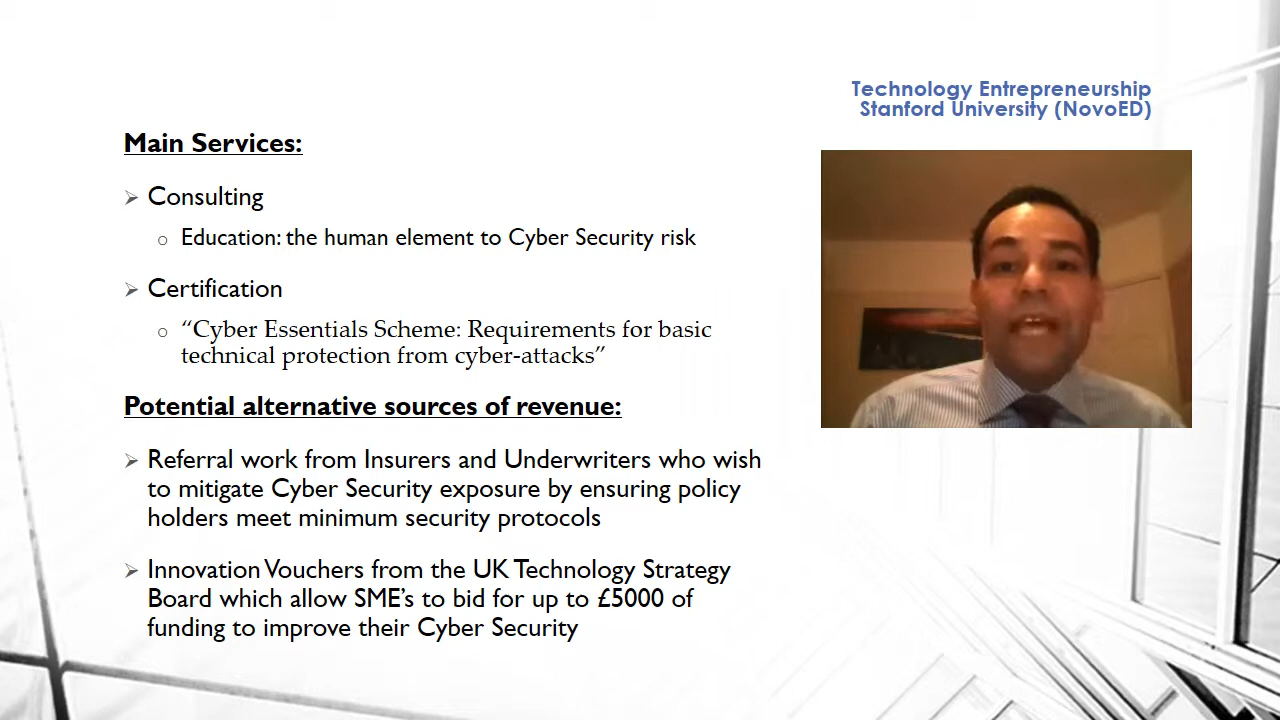 Technology Entrepreneurship
Stanford University (NovoED)
Main Services:
Consulting
Education: the human element to Cyber Security risk
Certification
“Cyber Essentials Scheme: Requirements for basic
technical protection from cyber-attacks”
Potential alternative sources of revenue:
Referral work from Insurers and Underwriters who wish
to mitigate Cyber Security exposure by ensuring policy
holders meet minimum security protocols
Innovation Vouchers from the UK Technology Strategy
Board which allow SME’s to bid for up to £5000 of
funding to improve their Cyber Security